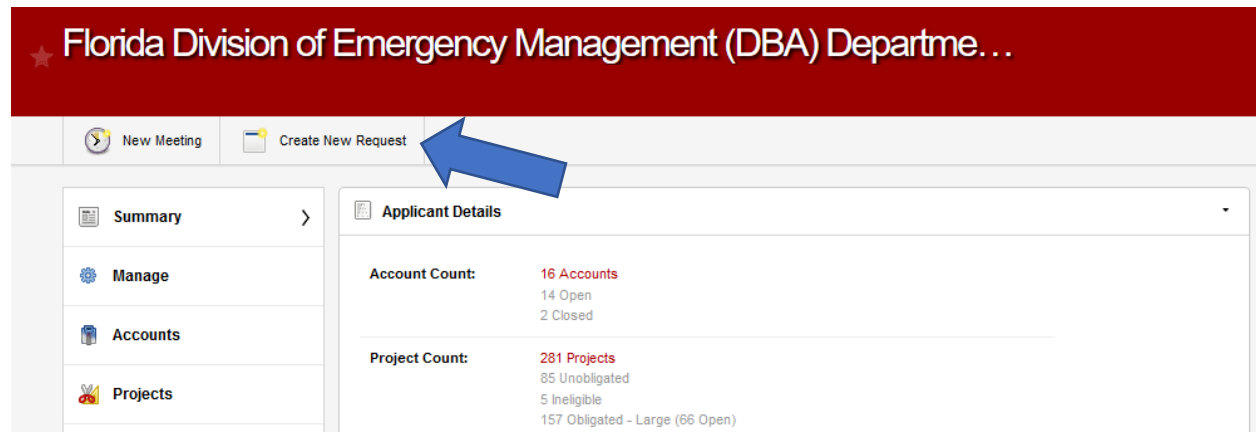 Florida Division of Emergency Management (DBA) Departme...
New Meeting
Create New Request
Summary
Manage
Accounts
Projects
Applicant Details
Account Count:
16 Accounts
14 Open
2 Closed
Project Count:
281 Projects
85 Unobligated
5 Ineligible
157 Obligated - Large (66 Open)